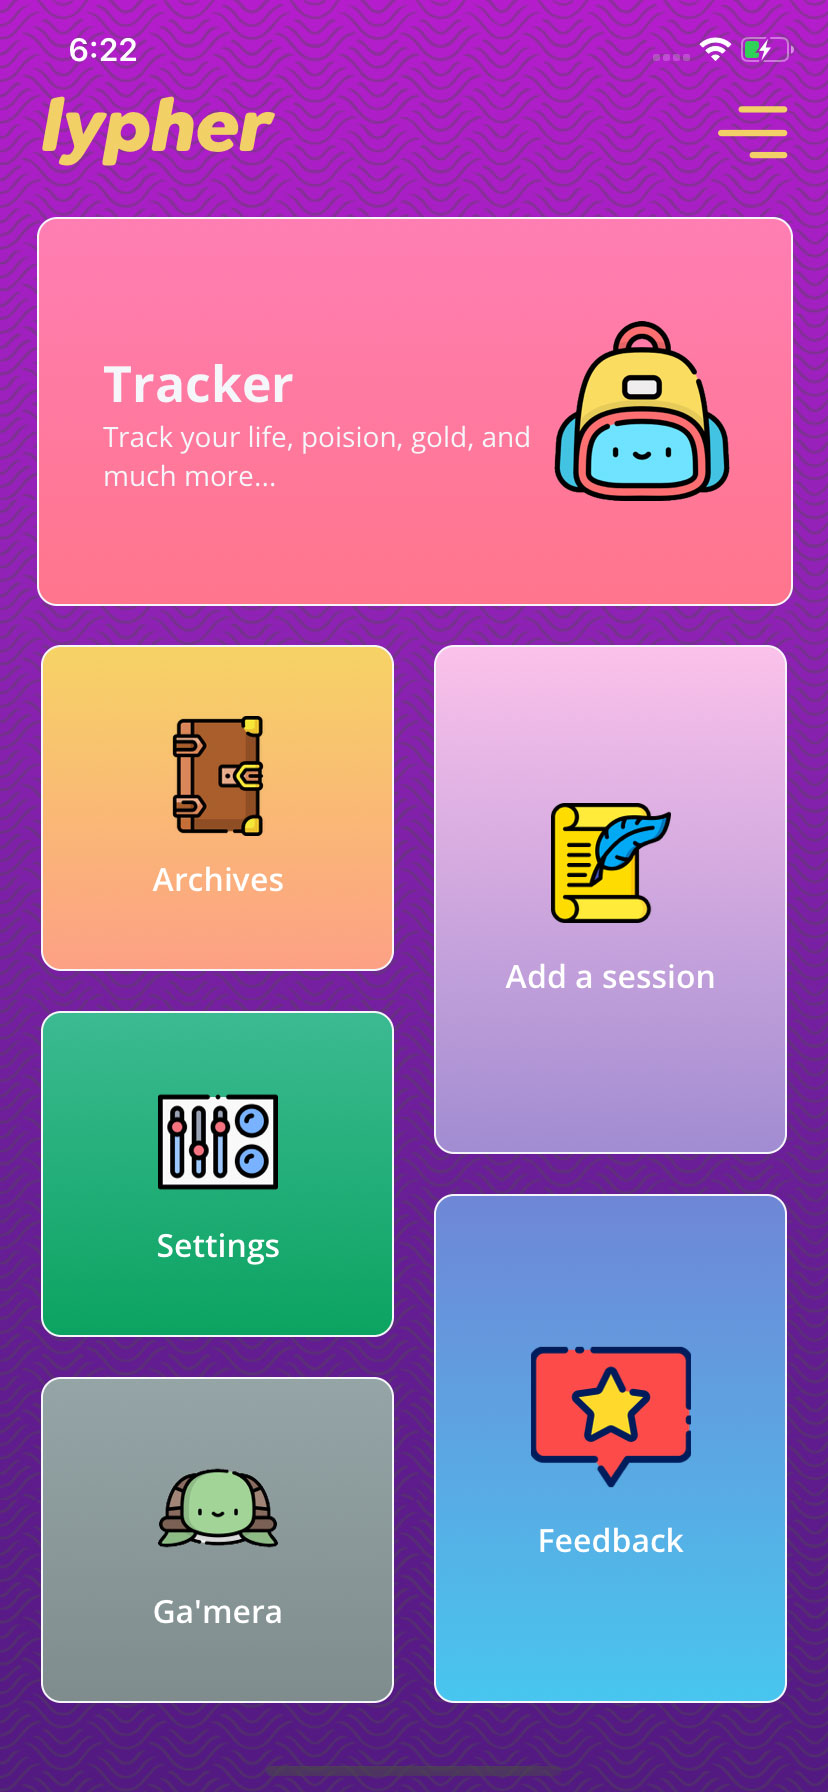 6:22
lypher
Tracker
Track your life, poision, gold, and
much more...
Archives
Add a session
Settings
Feedback
Ga'mera